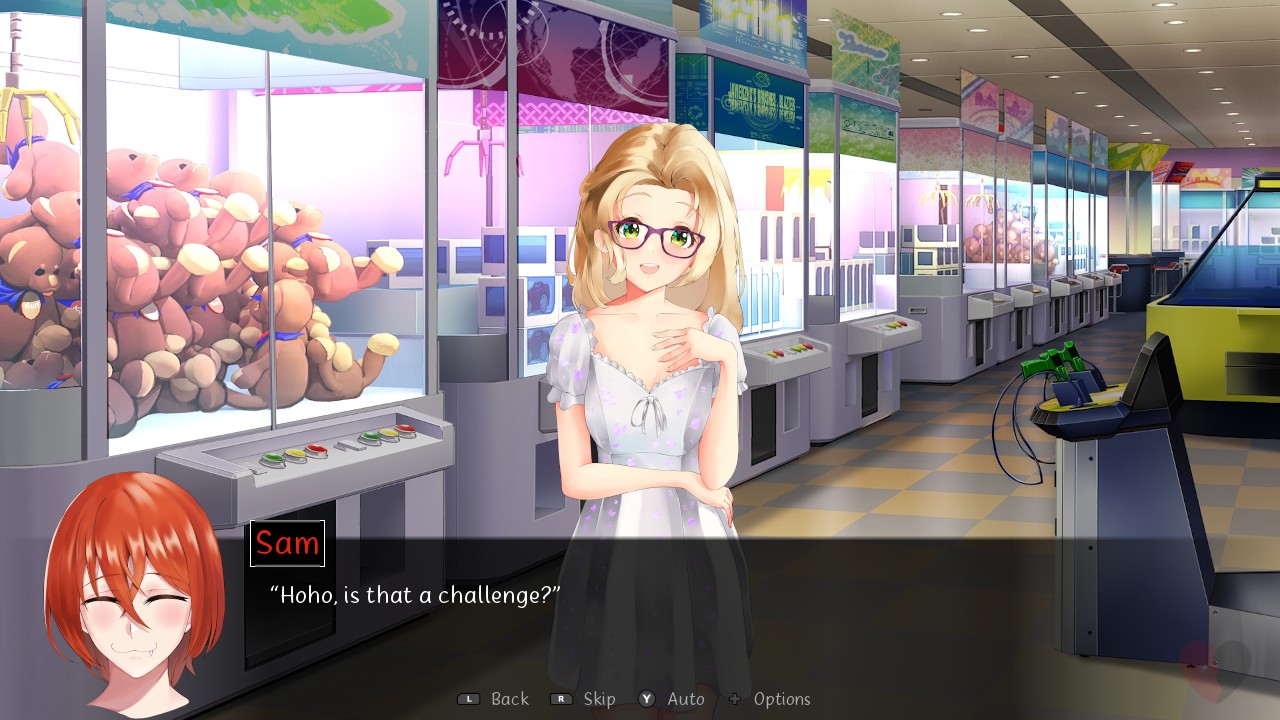 Sam
“Hoho, is that a challenge?”
L Back R Skip Y Auto Options